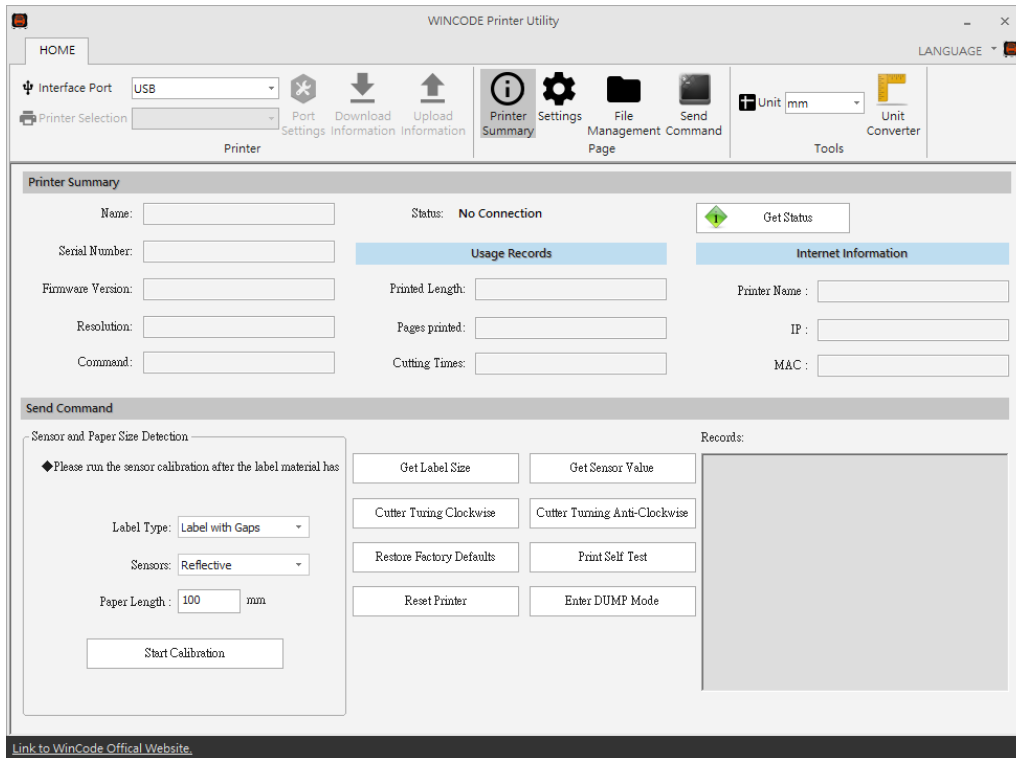 WINCODE Printer Utility
HOME
LANGUAGE
Interface Port USB
Printer Selection
Port Settings
Download Information
Upload Information
Printer
Printer Summary
Settings
File Management
Send Command
Page
Unit mm
Unit Converter
Tools
Printer Summary
Name:
Status: No Connection
Get Status
Serial Number:
Usage Records
Internet Information
Firmware Version:
Printed Length:
Printer Name :
Resolution:
Pages printed:
IP :
Command:
Cutting Times:
MAC :
Send Command
Sensor and Paper Size Detection
Records:
◆Please run the sensor calibration after the label material has
Get Label Size
Get Sensor Value
Label Type: Label with Gaps
Cutter Turing Clockwise
Cutter Turning Anti-Clockwise
Sensors: Reflective
Restore Factory Defaults
Print Self Test
Paper Length : 100 mm
Reset Printer
Enter DUMP Mode
Start Calibration
Link to WinCode Offical Website.